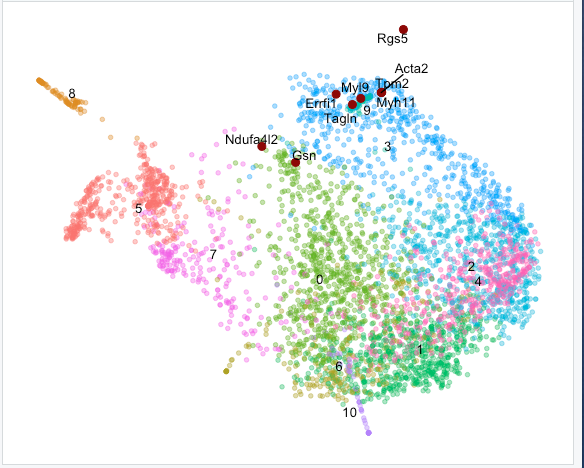 Rgs5
Acta2
Tpm2
Myl9
Errfi1
Myh11
9
Tagln
8
Ndufa4l2
3
Gsn
5
7
2
0
4
1
6
10